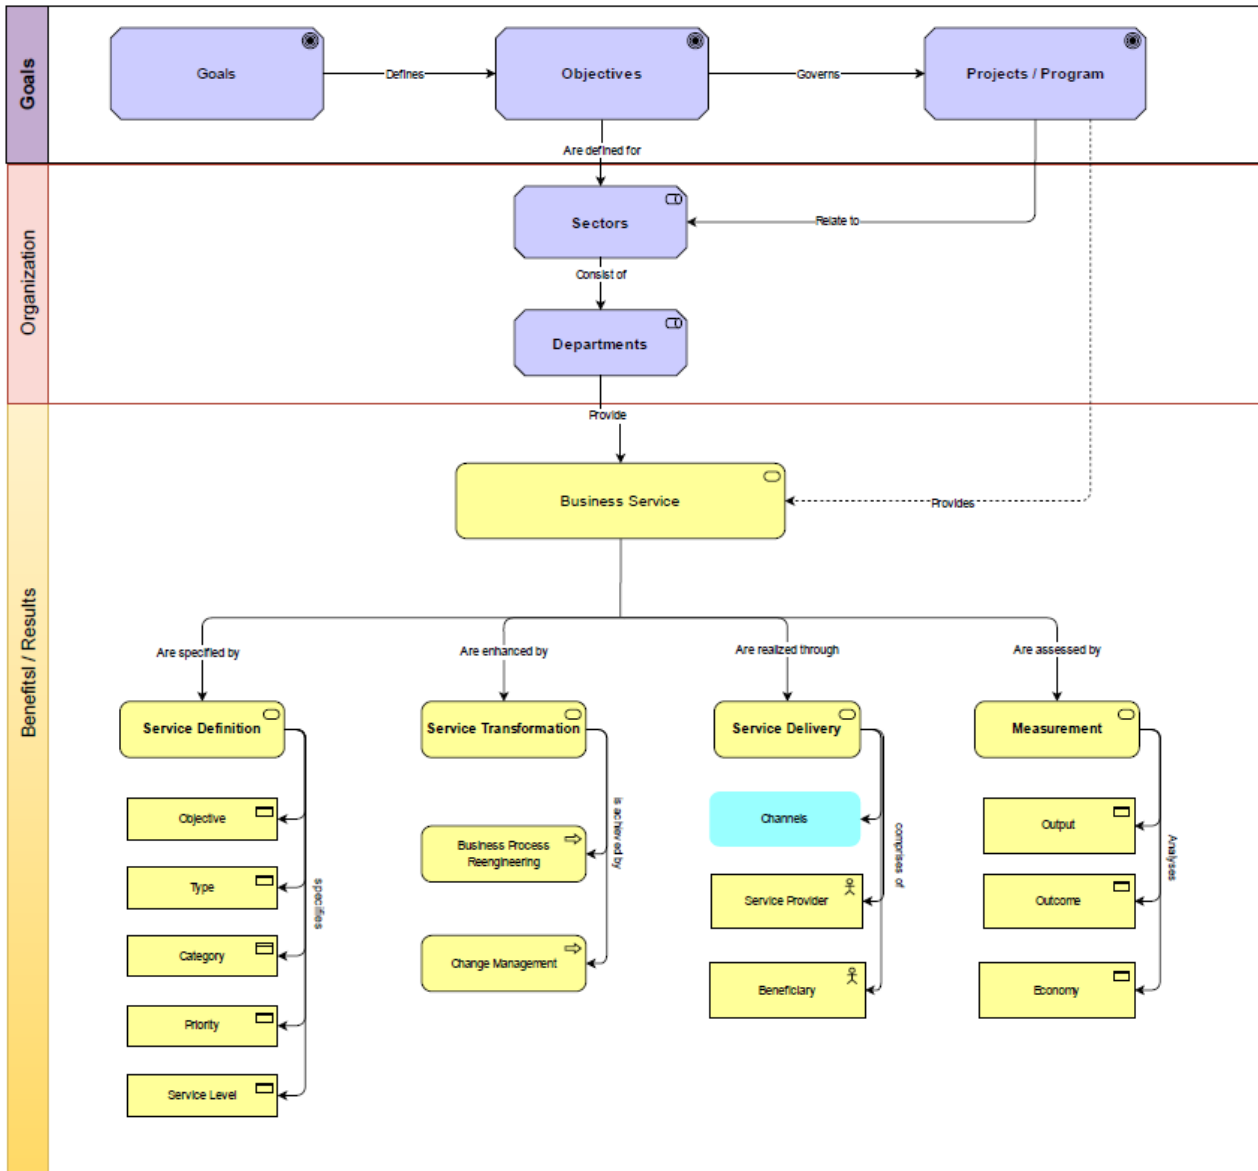 Goals
Goals
Defines
Objectives
Governs
Projects / Program
Are defined for
Organization
Sectors
Relate to
Consist of
Departments
Benefitsl / Results
Provide
Business Service
Provides
Are specified by
Are enhanced by
Are realized through
Are assessed by
Service Definition
Service Transformation
Service Delivery
Measurement
Objective
Type
Category
Priority
Service Level
specifies
Business Process
Reengineering
Change Management
is achieved by
Channels
Service Provider
Beneficiary
comprises of
Output
Outcome
Economy
Analyses